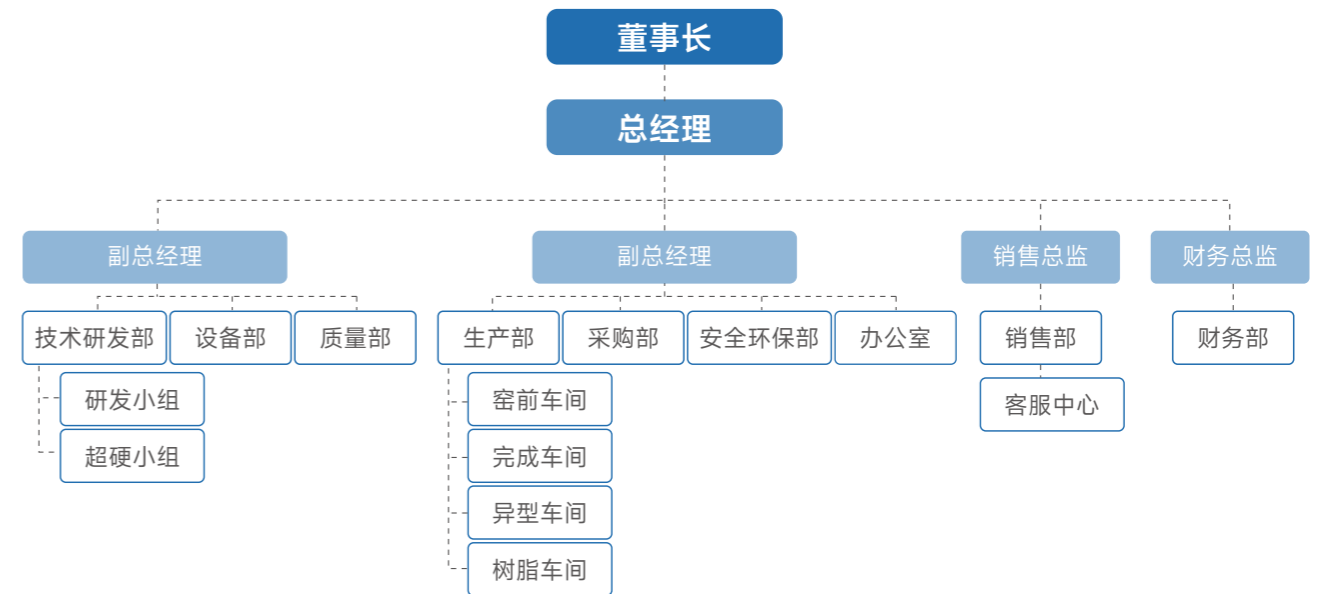 董事长
总经理
副总经理
副总经理
销售总监
财务总监
技术研发部
设备部
质量部
生产部
采购部
安全环保部
办公室
销售部
财务部
研发小组
超硬小组
窑前车间
完成车间
异型车间
树脂车间
客服中心